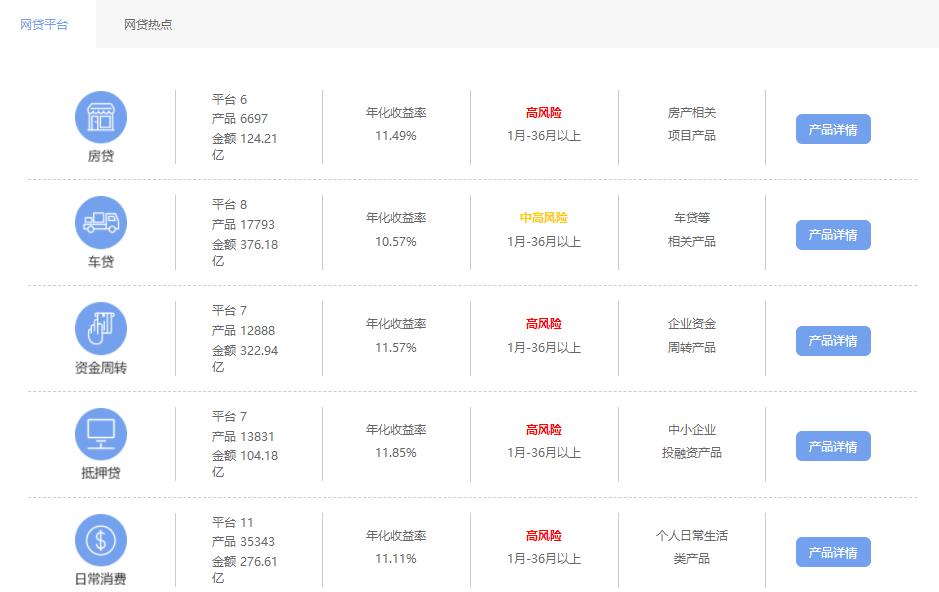 网贷平台
网贷热点
房贷
平台 6
产品 6697
金额 124.21
亿
年化收益率
11.49%
高风险
1月-36月以上
房产相关
项目产品
产品详情
车贷
平台 8
产品 17793
金额 376.18
亿
年化收益率
10.57%
中高风险
1月-36月以上
车贷等
相关产品
产品详情
资金周转
平台 7
产品 12888
金额 322.94
亿
年化收益率
11.57%
高风险
1月-36月以上
企业资金
周转产品
产品详情
抵押贷
平台 7
产品 13831
金额 104.18
亿
年化收益率
11.85%
高风险
1月-36月以上
中小企业
投融资产品
产品详情
日常消费
平台 11
产品 35343
金额 276.61
亿
年化收益率
11.11%
高风险
1月-36月以上
个人日常生活
类产品
产品详情